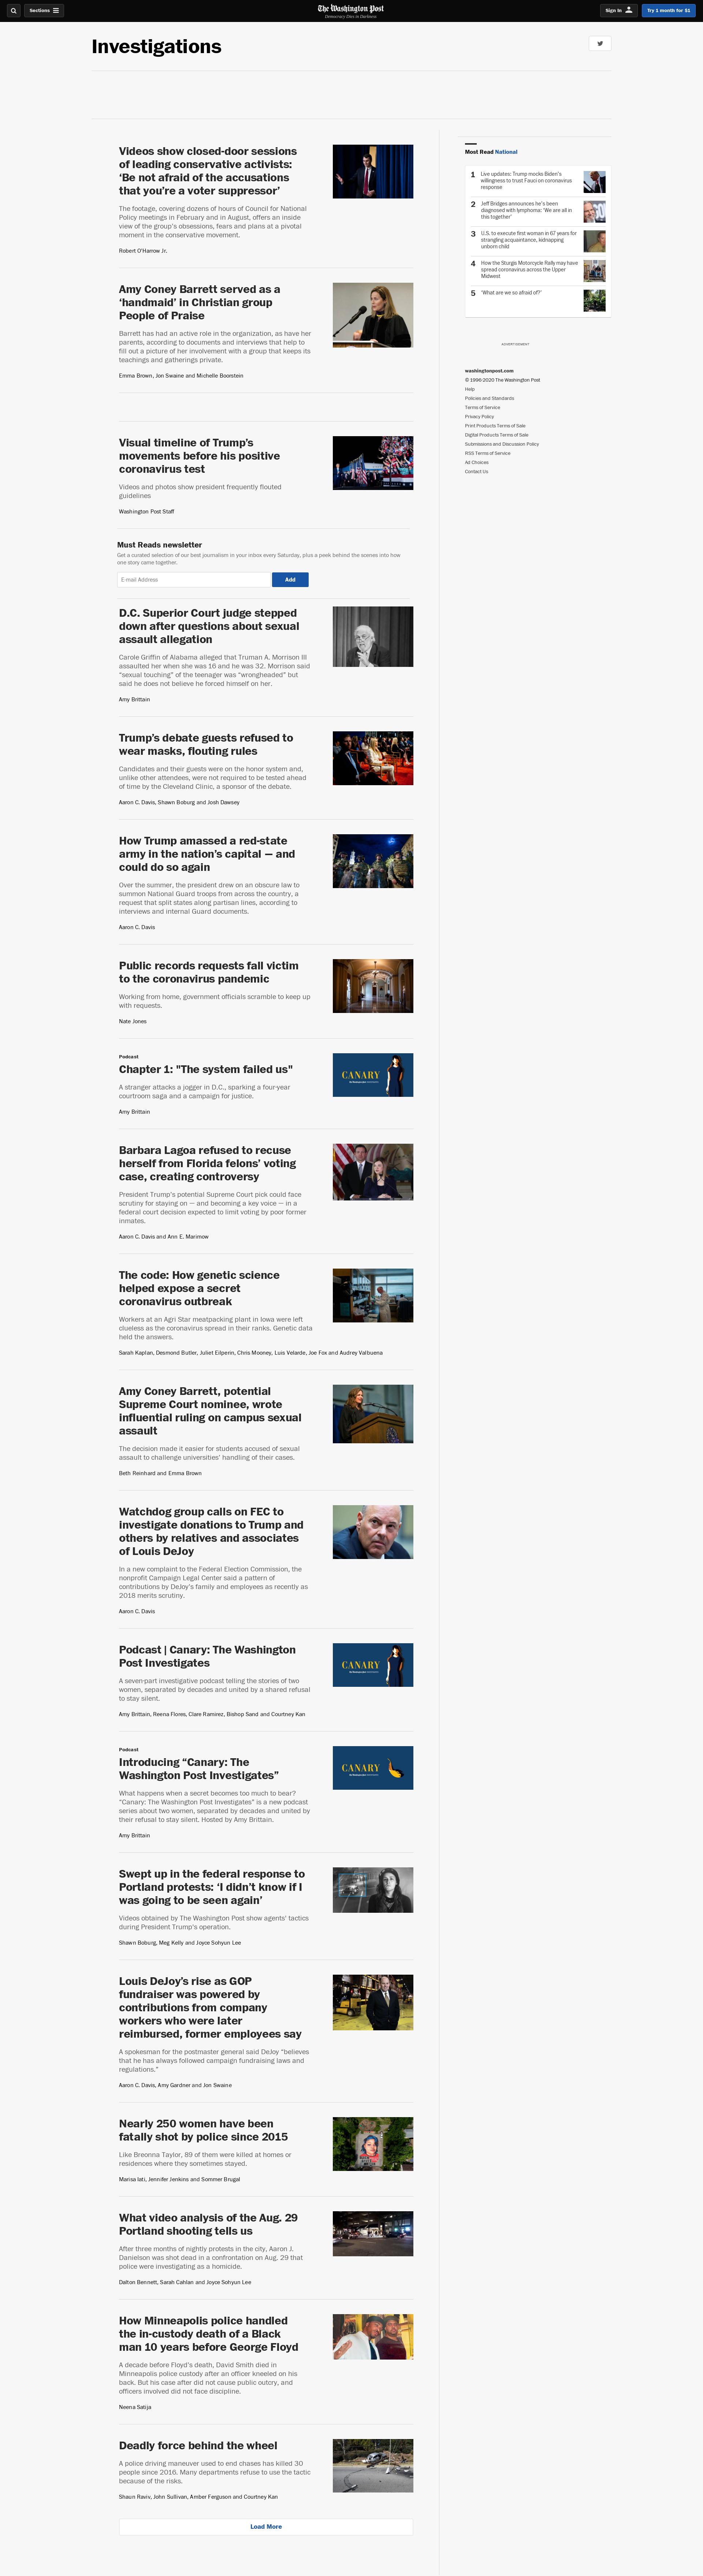 Sections
The Washington Post
Democracy Dies in Darkness
Sign in
Try 1 month for $1
Investigations
Videos show closed-door sessions
of leading conservative activists:
‘Be not afraid of the accusations
that you’re a voter suppressor’
The footage, covering dozens of hours of Council for National
Policy meetings in February and in August, offers an inside
view of the group's obsessions, fears and plans at a pivotal
moment in the conservative movement.
Robert O'Harrow Jr.
Amy Coney Barrett served as a
‘handmaid’ in Christian group
People of Praise
Barrett has had an active role in the organization, as have her
parents, according to documents and interviews that help to
fill out a picture of her involvement with a group that keeps its
teachings and gatherings private.
Emma Brown, Jon Swaine and Michelle Boorstein
Visual timeline of Trump’s
movements before his positive
coronavirus test
Videos and photos show president frequently flouted
guidelines
Washington Post Staff
Must Reads newsletter
Get a curated selection of our best journalism in your inbox every Saturday, plus a peek behind the scenes into how
one story came together.
E-mail Address
Add
D.C. Superior Court judge stepped
down after questions about sexual
assault allegation
Carole Griffin of Alabama alleged that Truman A. Morrison III
assaulted her when she was 16 and he was 32. Morrison said
“sexual touching” of the teenager was “wrongheaded” but
said he does not believe he forced himself on her.
Amy Brittain
Trump’s debate guests refused to
wear masks, flouting rules
Candidates and their guests were on the honor system and,
unlike other attendees, were not required to be tested ahead
of time by the Cleveland Clinic, a sponsor of the debate.
Aaron C. Davis, Shawn Boburg and Josh Dawsey
How Trump amassed a red-state
army in the nation’s capital — and
could do so again
Over the summer, the president drew on an obscure law to
summon National Guard troops from across the country, a
request that split states along partisan lines, according to
interviews and internal Guard documents.
Aaron C. Davis
Public records requests fall victim
to the coronavirus pandemic
Working from home, government officials scramble to keep up
with requests.
Nate Jones
Podcast
Chapter 1: "The system failed us"
A stranger attacks a jogger in D.C., sparking a four-year
courtroom saga and a campaign for justice.
Amy Brittain
CANARY
Barbara Lagoa refused to recuse
herself from Florida felons’ voting
case, creating controversy
President Trump’s potential Supreme Court pick could face
scrutiny for staying on — and becoming a key voice — in a
federal court decision expected to limit voting by poor former
inmates.
Aaron C. Davis and Ann E. Marimow
The code: How genetic science
helped expose a secret
coronavirus outbreak
Workers at an Agri Star meatpacking plant in Iowa were left
clueless as the coronavirus spread in their ranks. Genetic data
held the answers.
Sarah Kaplan, Desmond Butler, Juliet Eilperin, Chris Mooney, Luis Velarde, Joe Fox and Audrey Valbuena
Amy Coney Barrett, potential
Supreme Court nominee, wrote
influential ruling on campus sexual
assault
The decision made it easier for students accused of sexual
assault to challenge universities’ handling of their cases.
Beth Reinhard and Emma Brown
Watchdog group calls on FEC to
investigate donations to Trump and
others by relatives and associates
of Louis DeJoy
In a new complaint to the Federal Election Commission, the
nonprofit Campaign Legal Center said a pattern of
contributions by DeJoy’s family and employees as recently as
2018 merits scrutiny.
Aaron C. Davis
Podcast | Canary: The Washington
Post Investigates
A seven-part investigative podcast telling the stories of two
women, separated by decades and united by a shared refusal
to stay silent.
Amy Brittain, Reena Flores, Clare Ramirez, Bishop Sand and Courtney Kan
CANARY
Podcast
Introducing “Canary: The
Washington Post Investigates”
What happens when a secret becomes too much to bear?
“Canary: The Washington Post Investigates” is a new podcast
series about two women, separated by decades and united by
their refusal to stay silent. Hosted by Amy Brittain.
Amy Brittain
CANARY
Swept up in the federal response to
Portland protests: ‘I didn’t know if I
was going to be seen again’
Videos obtained by The Washington Post show agents’ tactics
during President Trump’s operation.
Shawn Boburg, Meg Kelly and Joyce Sohyun Lee
Louis DeJoy’s rise as GOP
fundraiser was powered by
contributions from company
workers who were later
reimbursed, former employees say
A spokesman for the postmaster general said DeJoy “believes
that he has always followed campaign fundraising laws and
regulations.”
Aaron C. Davis, Amy Gardner and Jon Swaine
Nearly 250 women have been
fatally shot by police since 2015
Like Breonna Taylor, 89 of them were killed at homes or
residences where they sometimes stayed.
Marisa Iati, Jennifer Jenkins and Sommer Brugal
What video analysis of the Aug. 29
Portland shooting tells us
After three months of nightly protests in the city, Aaron J.
Danielson was shot dead in a confrontation on Aug. 29 that
police were investigating as a homicide.
Dalton Bennett, Sarah Cahlan and Joyce Sohyun Lee
How Minneapolis police handled
the in-custody death of a Black
man 10 years before George Floyd
A decade before Floyd’s death, David Smith died in
Minneapolis police custody after an officer kneeled on his
back. But his case after did not cause public outcry, and
officers involved did not face discipline.
Neena Satija
Deadly force behind the wheel
A police driving maneuver used to end chases has killed 30
people since 2016. Many departments refuse to use the tactic
because of the risks.
Shaun Raviv, John Sullivan, Amber Ferguson and Courtney Kan
Load More
Most Read National
1 Live updates: Trump mocks Biden’s
willingness to trust Fauci on coronavirus
response
2 Jeff Bridges announces he’s been
diagnosed with lymphoma: ‘We are all in
this together’
3 U.S. to execute first woman in 67 years for
strangling acquaintance, kidnapping
unborn child
4 How the Sturgis Motorcycle Rally may have
spread coronavirus across the Upper
Midwest
5 ‘What are we so afraid of?’
ADVERTISEMENT
washingtonpost.com
© 1996-2020 The Washington Post
Help
Policies and Standards
Terms of Service
Privacy Policy
Print Products Terms of Sale
Digital Products Terms of Sale
Submissions and Discussion Policy
RSS Terms of Service
Ad Choices
Contact Us